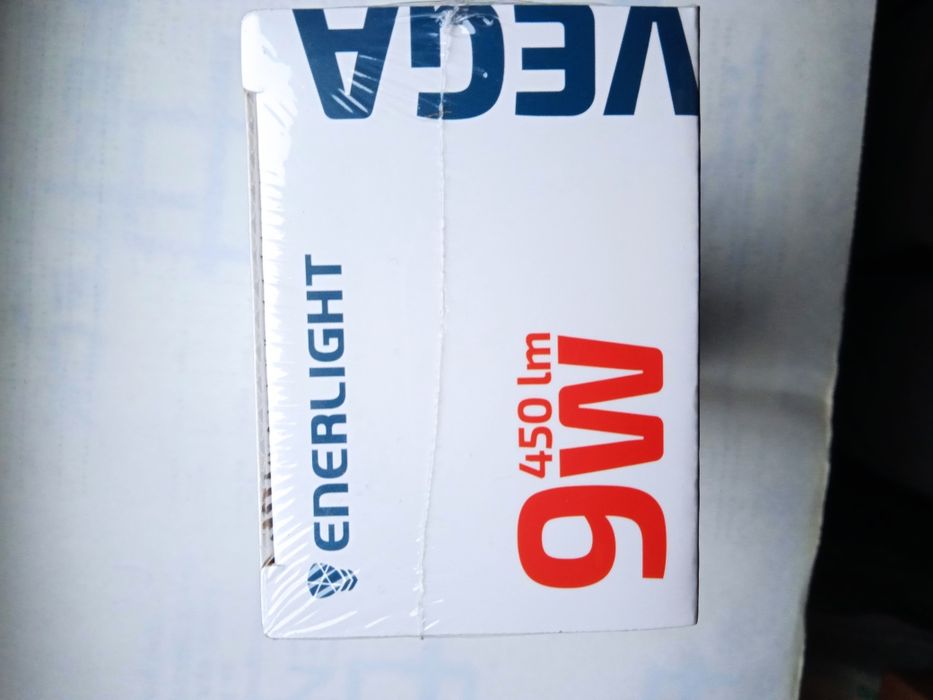 ENERLIGHT
450 lm
9W
VEGA